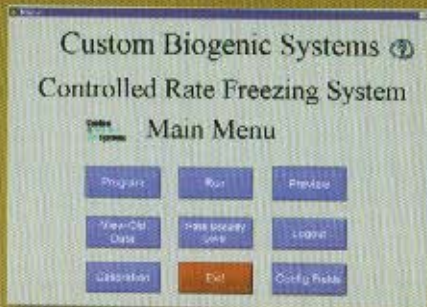 Custom Biogenic Systems
Controlled Rate Freezing System
Main Menu
Program
Run
Preview
View Old
Data
Logout
Calibration
Exit
Config Fields